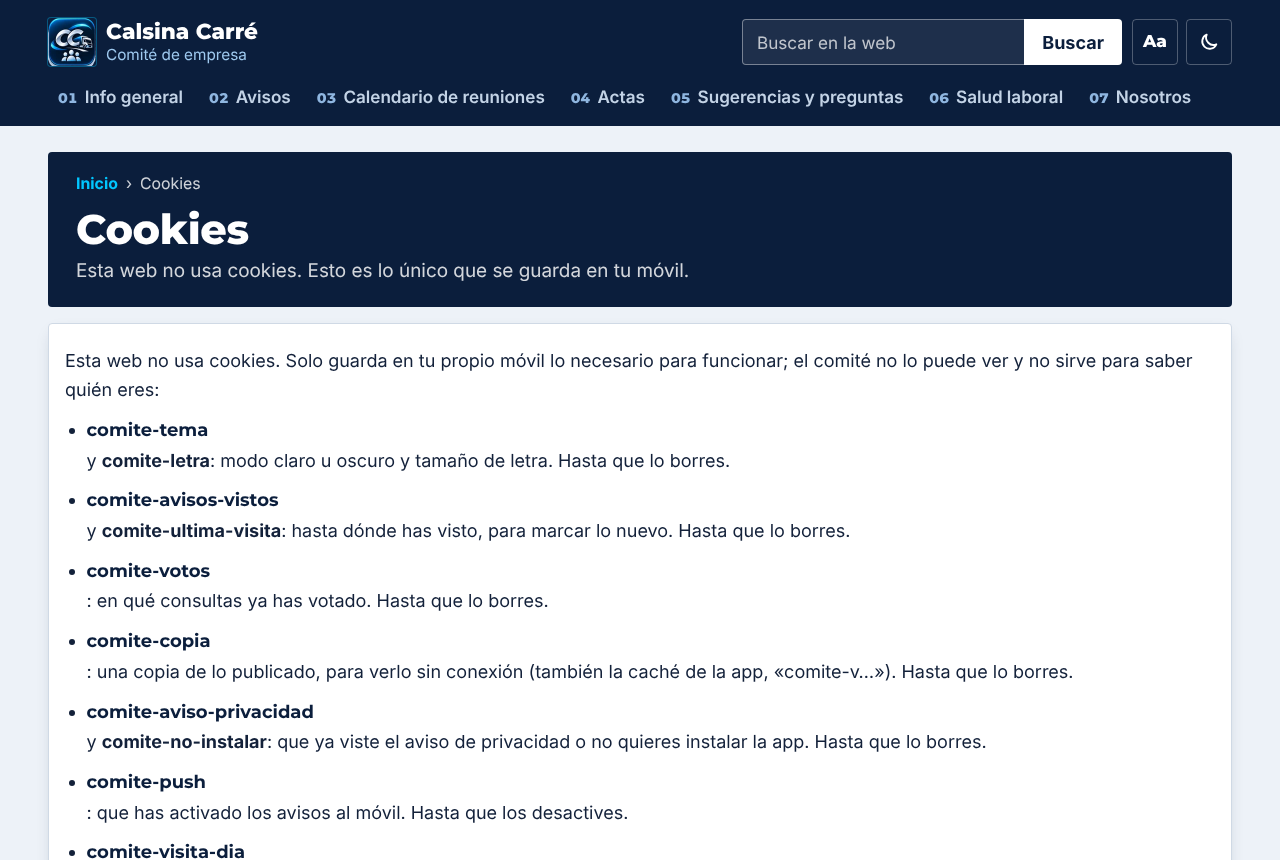 Calsina Carré
Comité de empresa
Buscar en la web
Buscar
Aa
01 Info general
02 Avisos
03 Calendario de reuniones
04 Actas
05 Sugerencias y preguntas
06 Salud laboral
07 Nosotros
Inicio › Cookies
Cookies
Esta web no usa cookies. Esto es lo único que se guarda en tu móvil.
Esta web no usa cookies. Solo guarda en tu propio móvil lo necesario para funcionar; el comité no lo puede ver y no sirve para saber
quién eres:
• comite-tema
y comite-letra: modo claro u oscuro y tamaño de letra. Hasta que lo borres.
• comite-avisos-vistos
y comite-ultima-visita: hasta dónde has visto, para marcar lo nuevo. Hasta que lo borres.
• comite-votos
: en qué consultas ya has votado. Hasta que lo borres.
• comite-copia
: una copia de lo publicado, para verlo sin conexión (también la caché de la app, «comite-v...»). Hasta que lo borres.
• comite-aviso-privacidad
y comite-no-instalar: que ya viste el aviso de privacidad o no quieres instalar la app. Hasta que lo borres.
• comite-push
: que has activado los avisos al móvil. Hasta que los desactives.
• comite-visita-dia